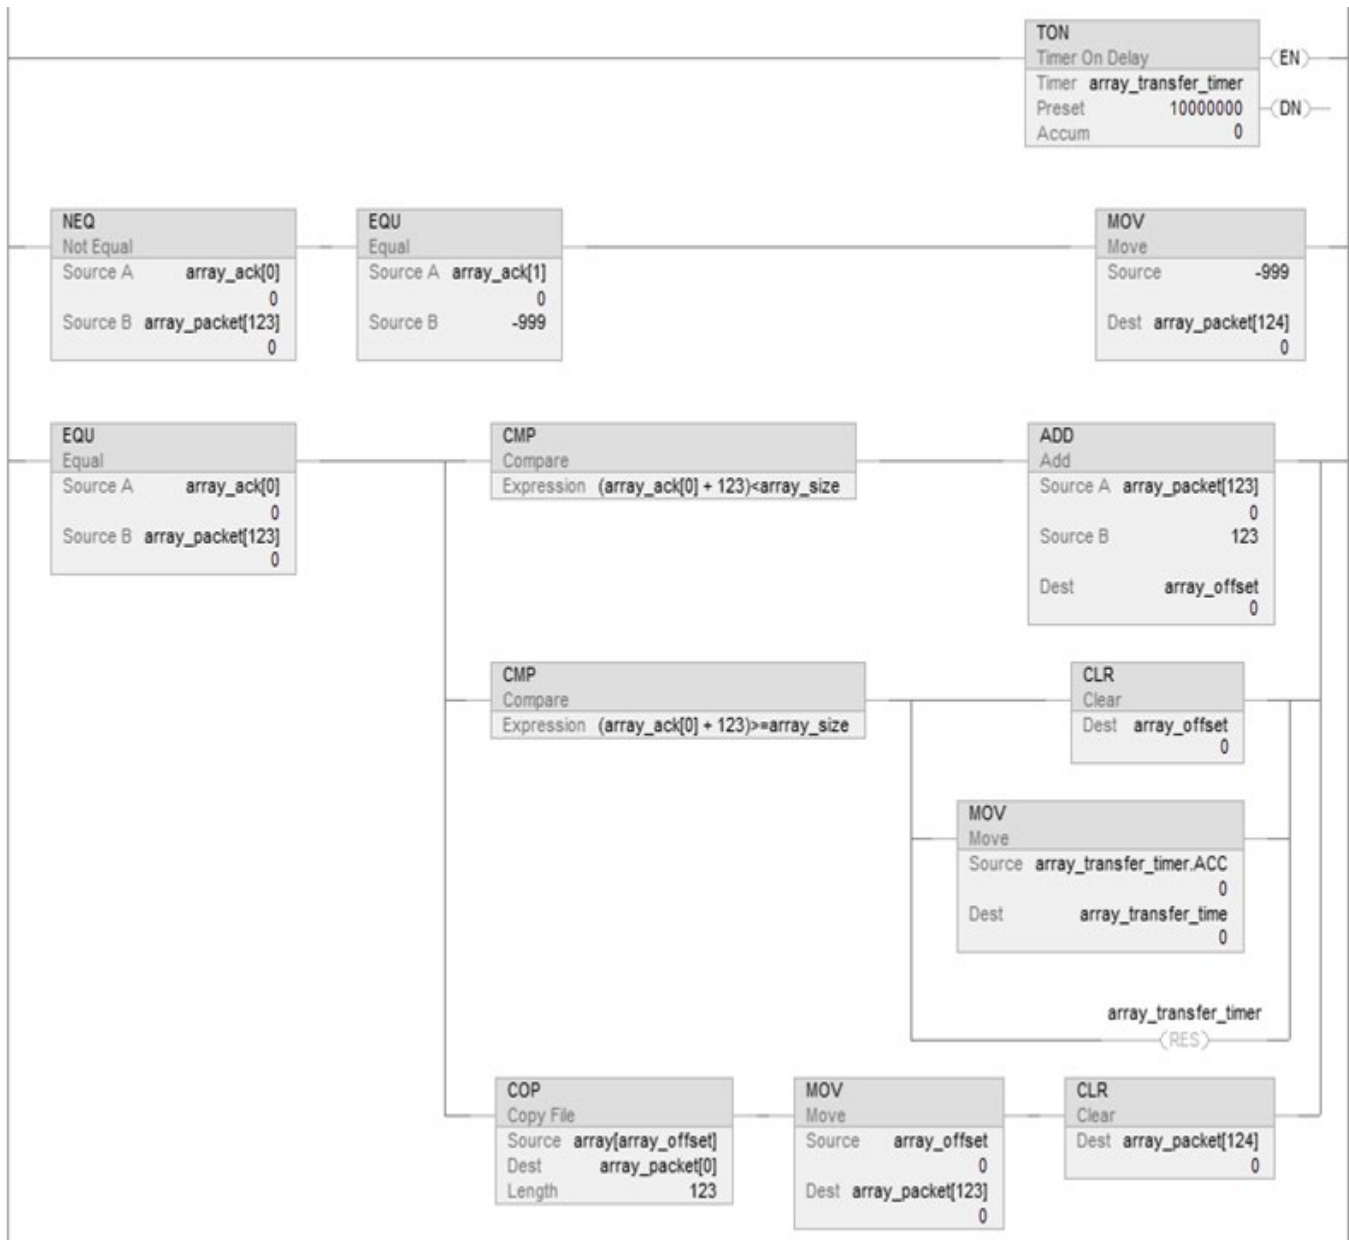 TON
Timer On Delay
(EN)
Timer array_transfer_timer
Preset 10000000
(DN)
Accum 0
NEQ
Not Equal
Source A array_ack[0]
0
Source B array_packet[123]
0
EQU
Equal
Source A array_ack[1]
0
Source B -999
MOV
Move
Source -999
Dest array_packet[124]
0
EQU
Equal
Source A array_ack[0]
0
Source B array_packet[123]
0
CMP
Compare
Expression (array_ack[0] + 123)<array_size
ADD
Add
Source A array_packet[123]
0
Source B 123
Dest array_offset
0
CMP
Compare
Expression (array_ack[0] + 123)>=array_size
CLR
Clear
Dest array_offset
0
MOV
Move
Source array_transfer_timer.ACC
0
Dest array_transfer_time
0
array_transfer_timer
(RES)
COP
Copy File
Source array[array_offset]
Dest array_packet[0]
Length 123
MOV
Move
Source array_offset
0
Dest array_packet[123]
0
CLR
Clear
Dest array_packet[124]
0